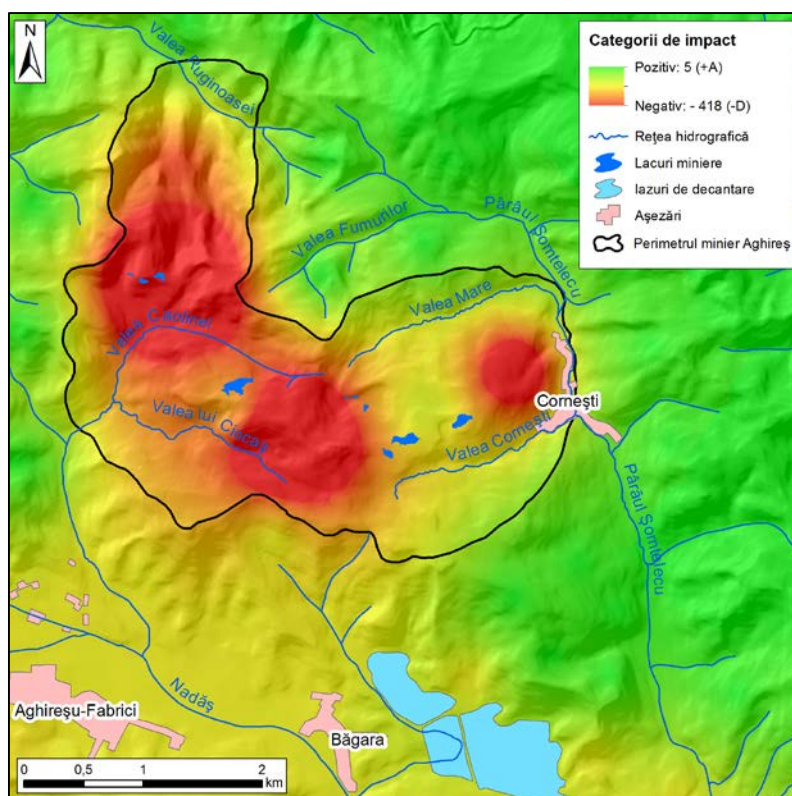 N
Categorii de impact
Pozitiv: 5 (+A)
Negativ: - 418 (-D)
Rețea hidrografică
Lacuri miniere
Iazuri de decantare
Așezări
Perimetrul minier Aghireș
Valea Ruginoasei
Pârâul Șomtelecu
Valea Fumurilor
Valea Mare
Valea Caolinei
Cornești
Valea lui Ciocaș
Valea Cornești
Pârâul Șomtelecu
Nadăș
Aghireșu-Fabrici
Băgara
0 0,5 1 2
km